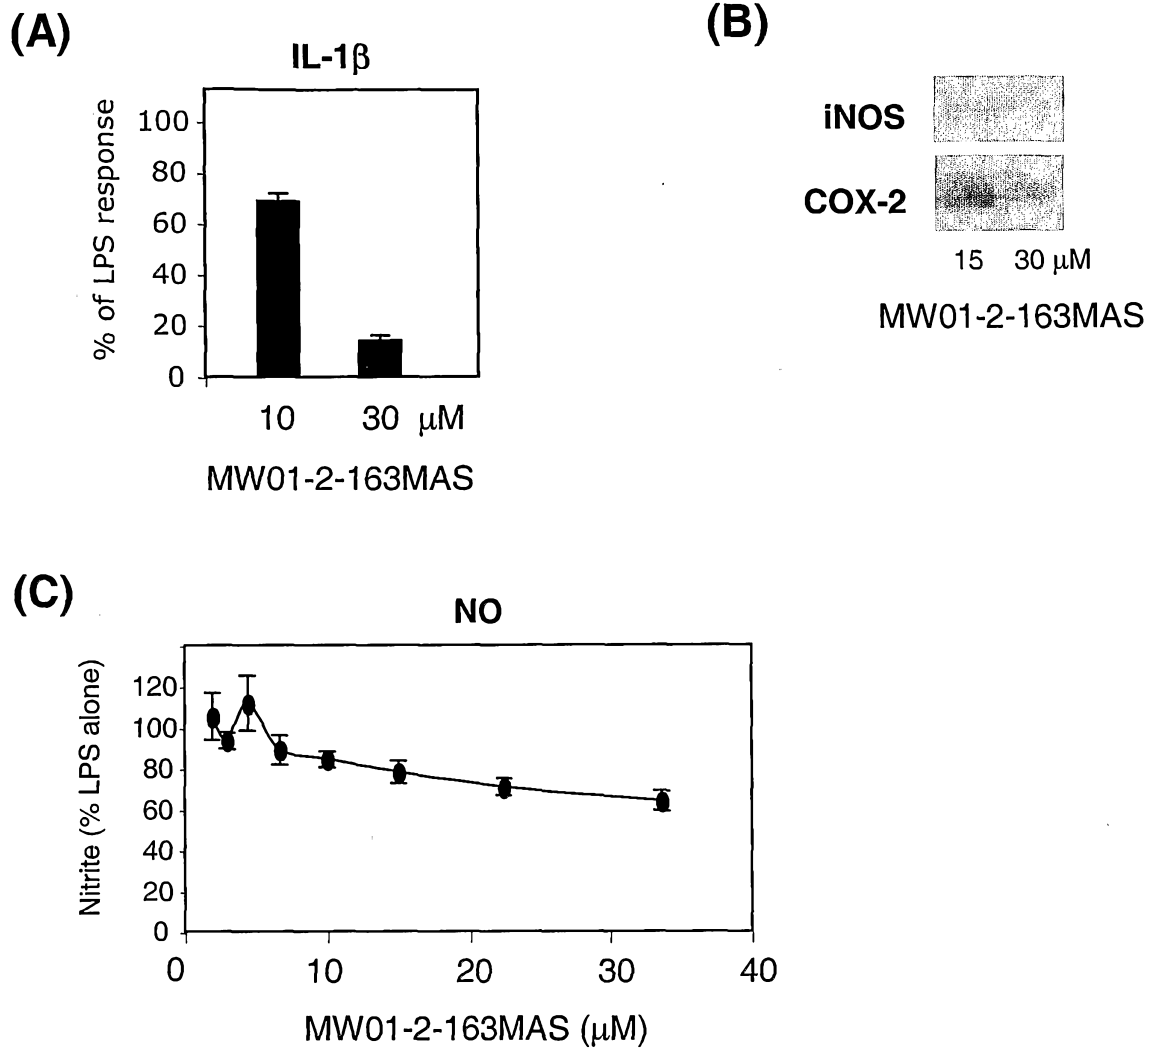 (A)
IL-1β
% of LPS response
100
80
60
40
20
0
10 30 μM
MW01-2-163MAS
(B)
iNOS
COX-2
15 30 μM
MW01-2-163MAS
(C)
NO
Nitrite (% LPS alone)
120
100
80
60
40
20
0
0 10 20 30 40
MW01-2-163MAS (μM)